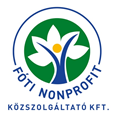 FÓTI NONPROFIT
KÖZSZOLGÁLTATÓ KFT.